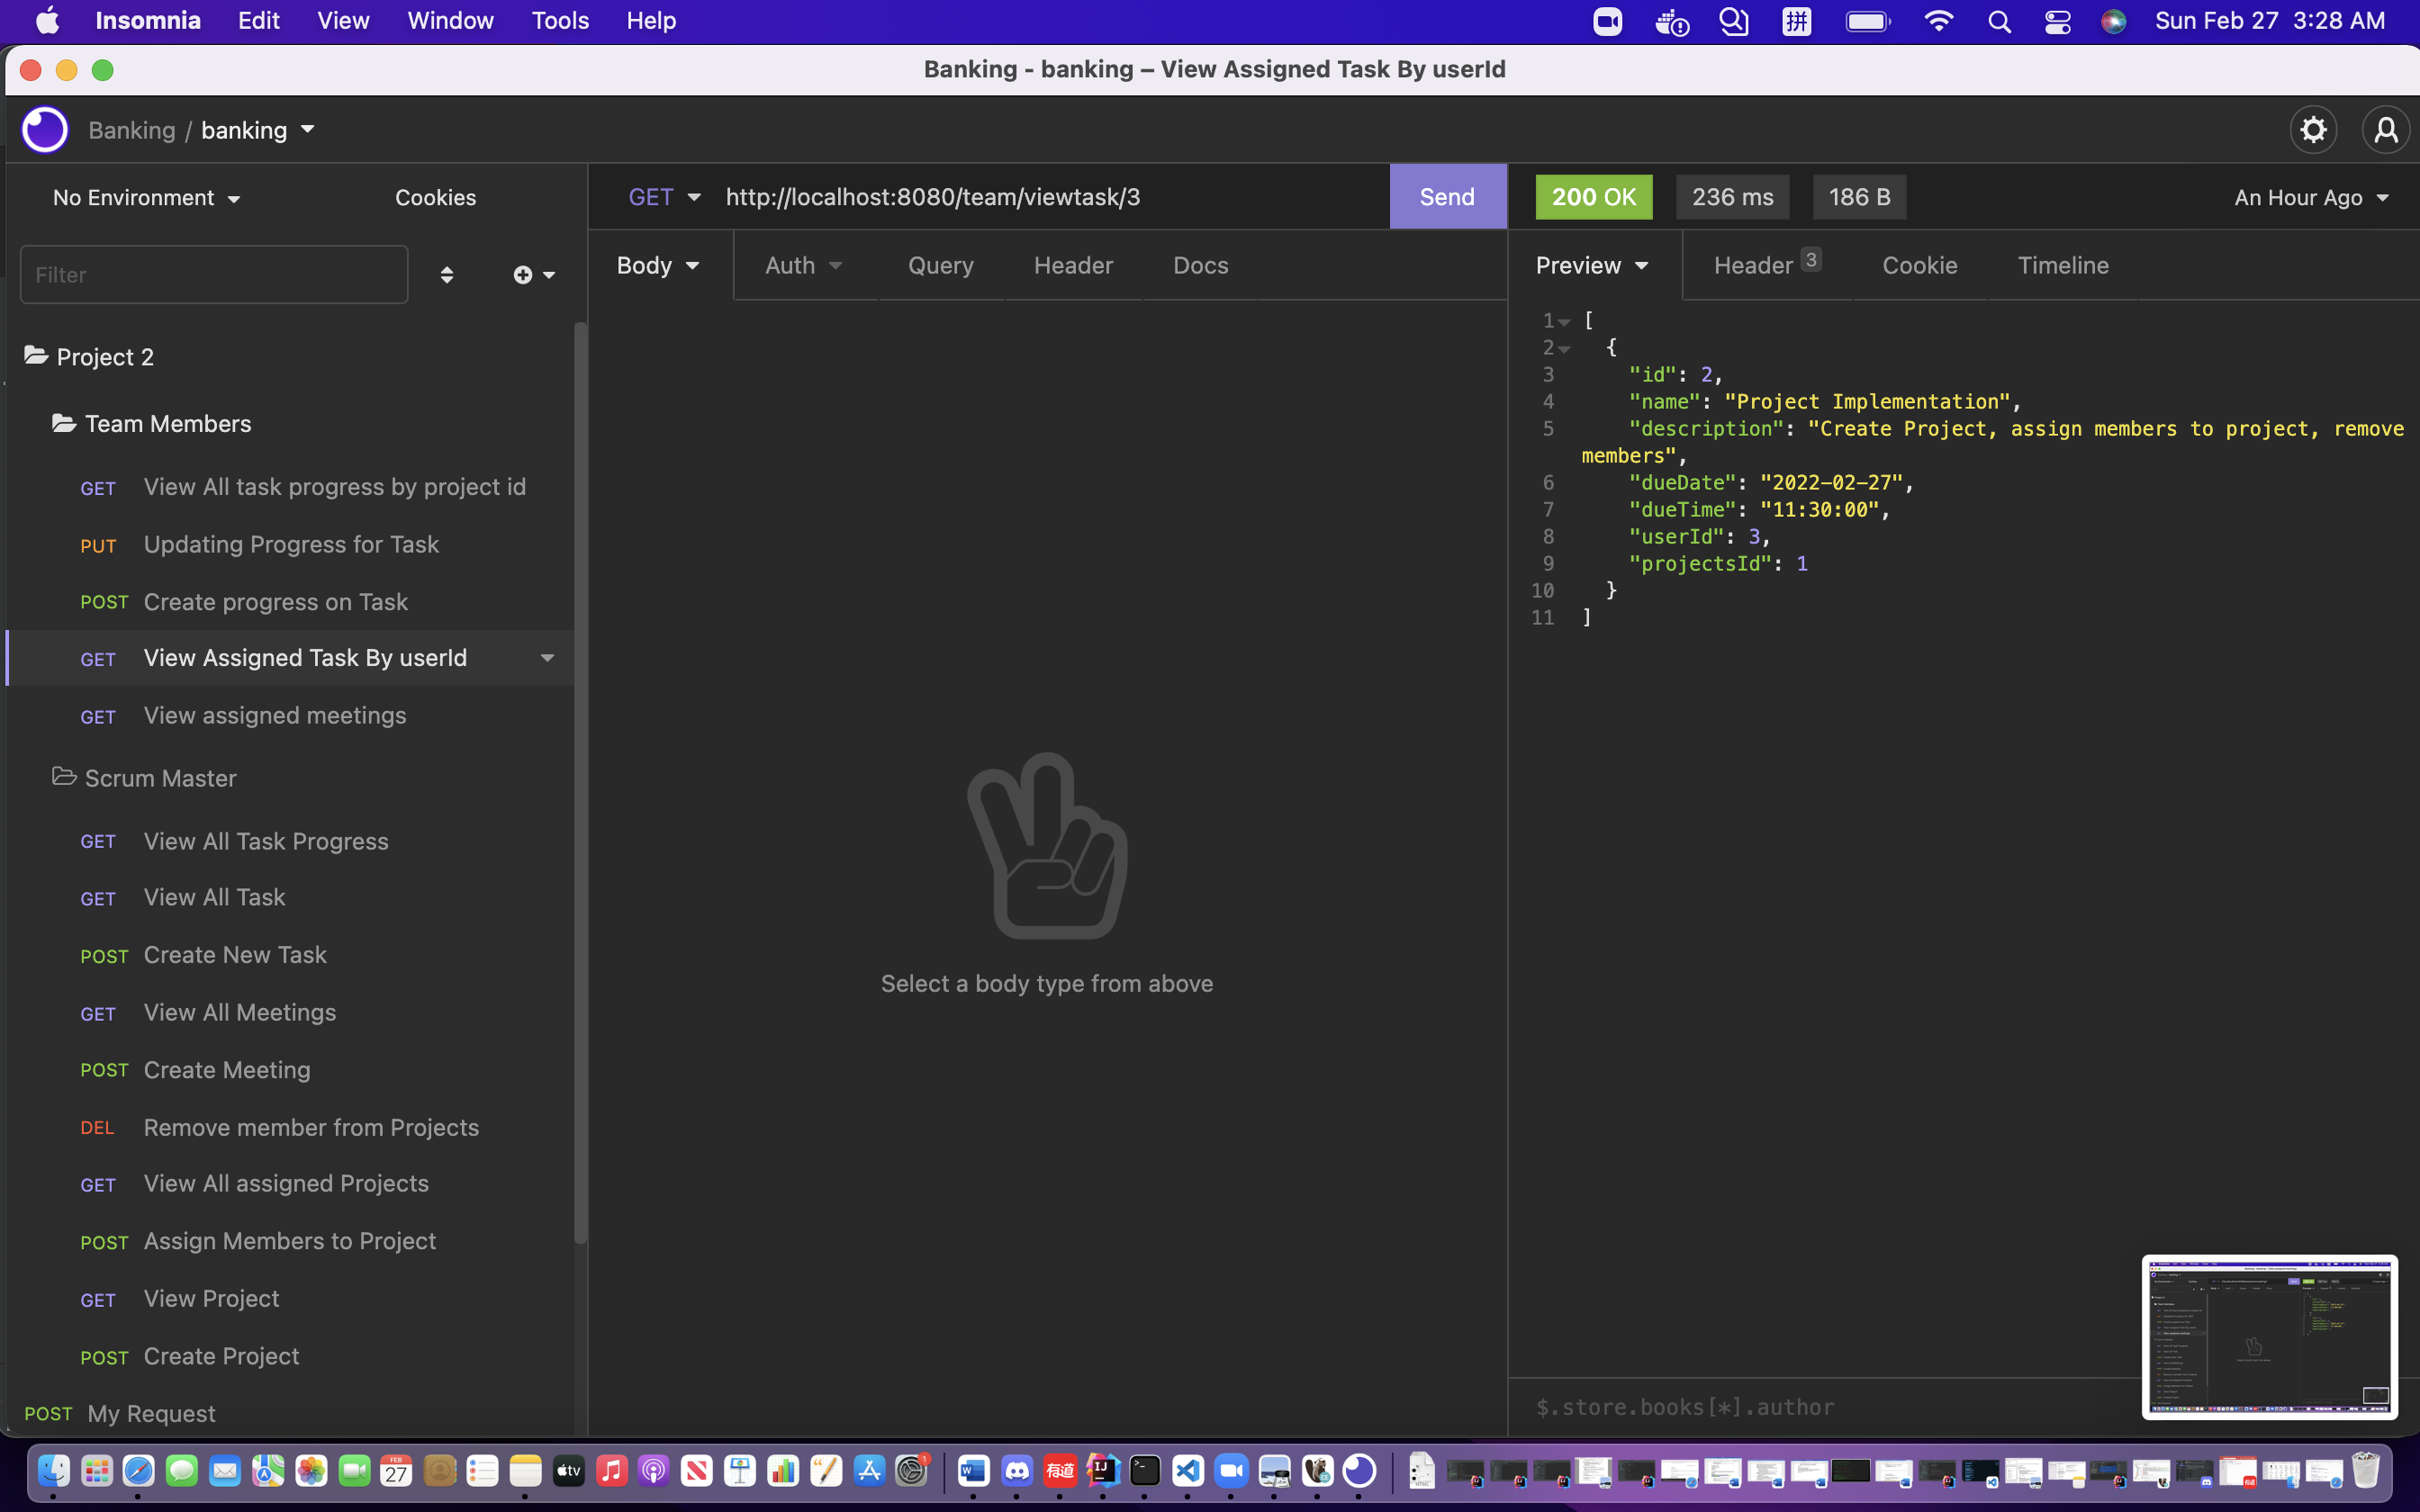 Insomnia Edit View Window Tools Help
拼 Sun Feb 27 3:28 AM
Banking - banking – View Assigned Task By userId
Banking / banking
No Environment Cookies
Filter
Project 2
Team Members
GET View All task progress by project id
PUT Updating Progress for Task
POST Create progress on Task
GET View Assigned Task By userId
GET View assigned meetings
Scrum Master
GET View All Task Progress
GET View All Task
POST Create New Task
GET View All Meetings
POST Create Meeting
DEL Remove member from Projects
GET View All assigned Projects
POST Assign Members to Project
GET View Project
POST Create Project
POST My Request
GET http://localhost:8080/team/viewtask/3 Send
Body Auth Query Header Docs
Select a body type from above
200 OK 236 ms 186 B An Hour Ago
Preview Header 3 Cookie Timeline
1 [
2 {
3 "id": 2,
4 "name": "Project Implementation",
5 "description": "Create Project, assign members to project, remove
members",
6 "dueDate": "2022-02-27",
7 "dueTime": "11:30:00",
8 "userId": 3,
9 "projectsId": 1
10 }
11 ]
$.store.books[*].author
FEB
27
tv
1
W
有道
IJ